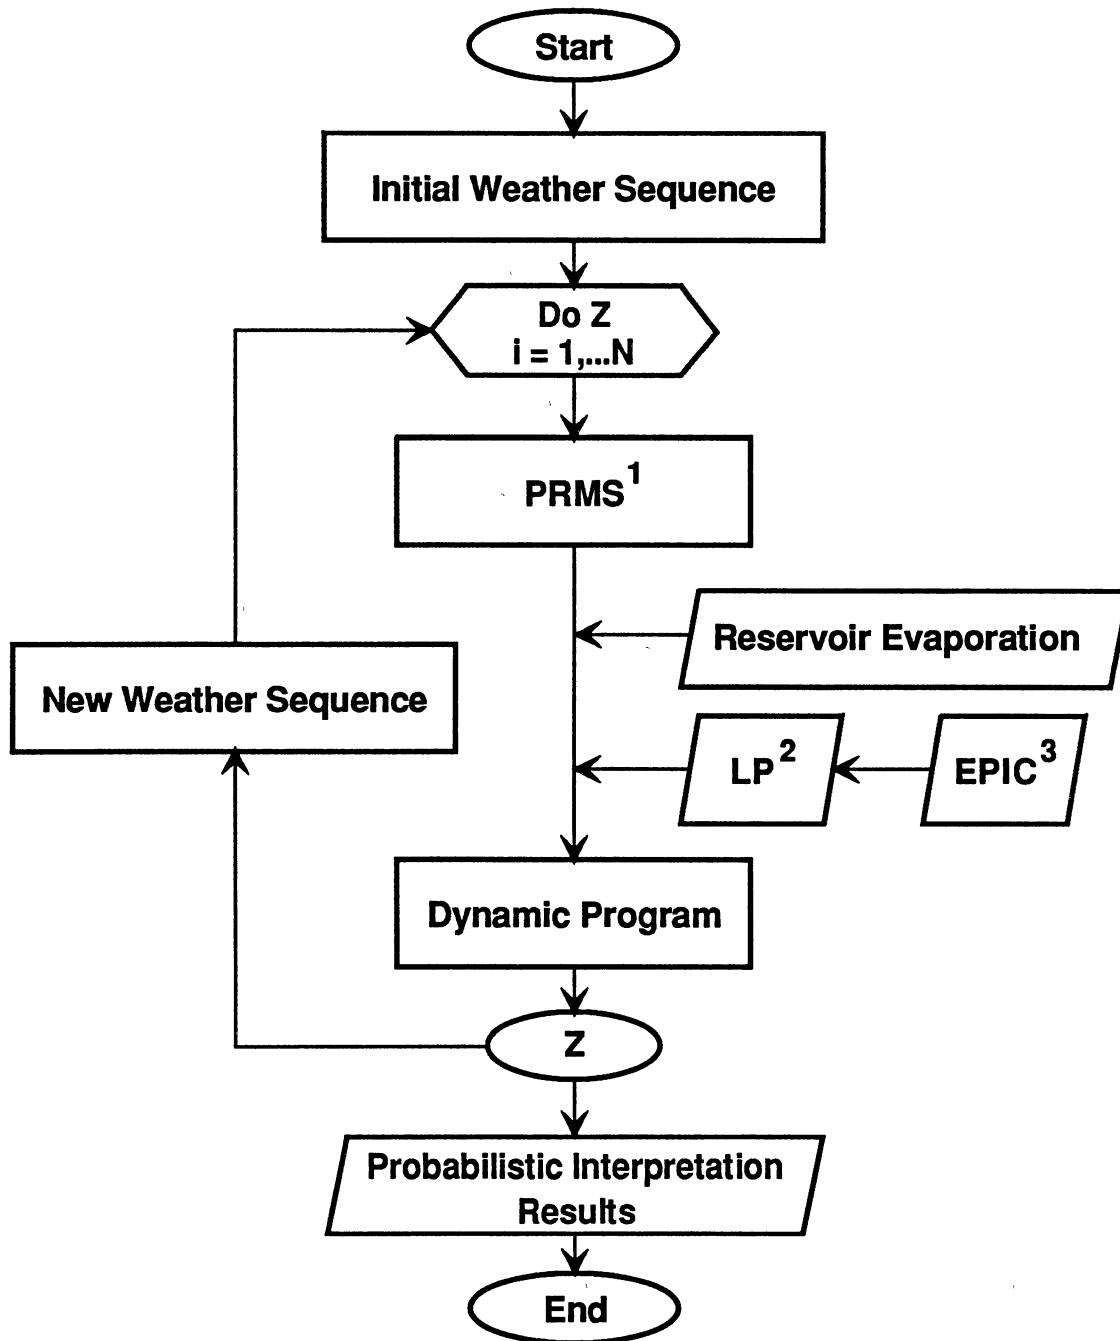 Start
Initial Weather Sequence
Do Z
i = 1,...N
PRMS¹
Reservoir Evaporation
New Weather Sequence
LP²
EPIC³
Dynamic Program
Z
Probabilistic Interpretation
Results
End